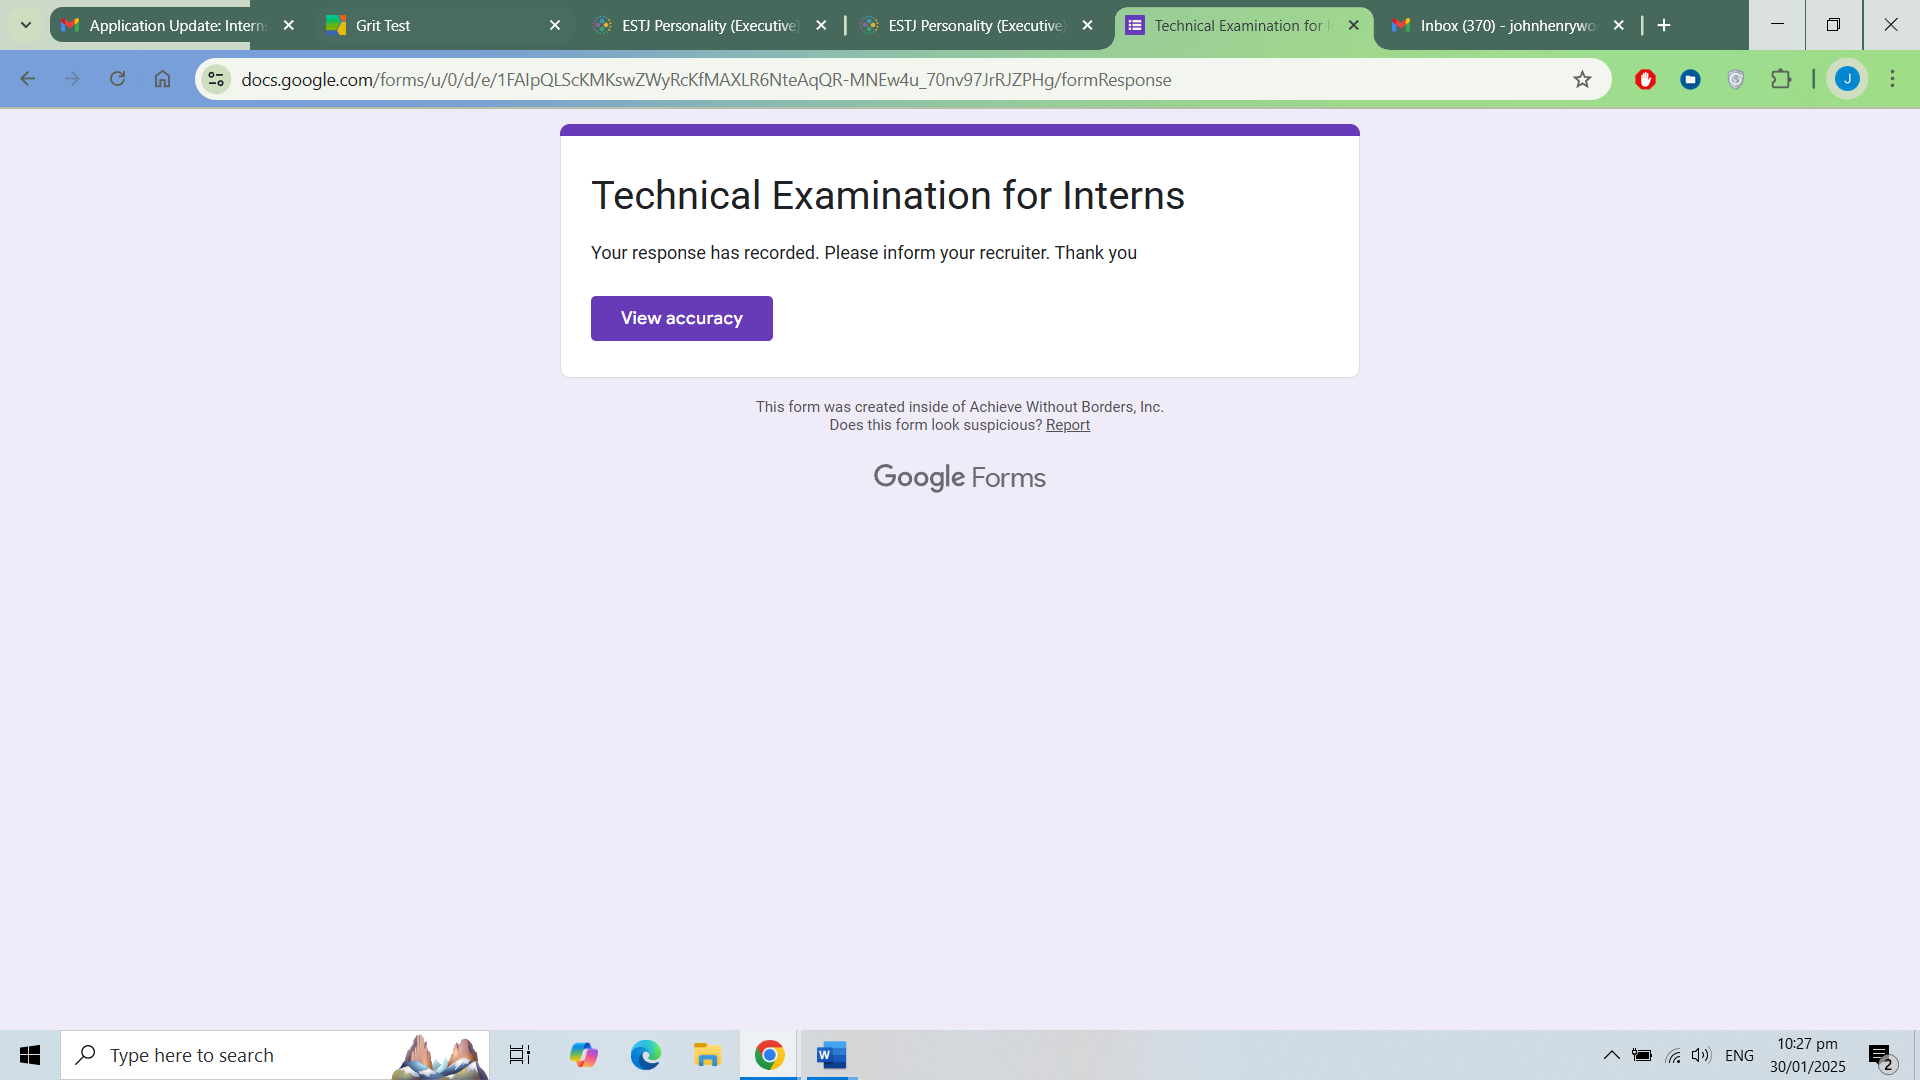 Application Update: Intern
Grit Test
ESTJ Personality (Executive)
ESTJ Personality (Executive)
Technical Examination for I
Inbox (370) - johnhenrywo
docs.google.com/forms/u/0/d/e/1FAIpQLScKMKswZWyRcKfMAXLR6NteAqQR-MNEw4u_70nv97JrRJZPHg/formResponse
J
Technical Examination for Interns
Your response has recorded. Please inform your recruiter. Thank you
View accuracy
This form was created inside of Achieve Without Borders, Inc.
Does this form look suspicious? Report
Google Forms
Type here to search
W
ENG
10:27 pm
30/01/2025
2